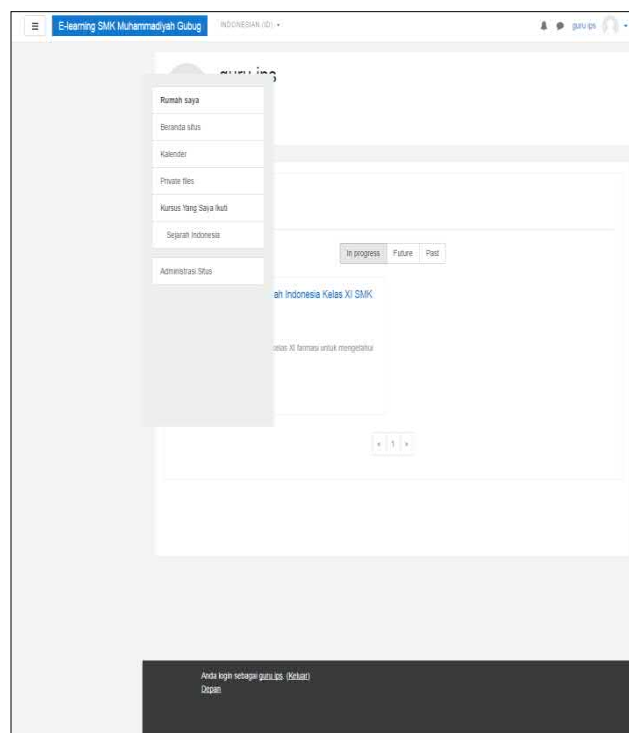 E-learning SMK Muhammadiyah Gubug
INDONESIAN (ID)
guru ips
guru ips
Rumah saya
Beranda situs
Kalender
Private files
Kursus Yang Saya Ikuti
Sejarah Indonesia
Administrasi Situs
In progress Future Past
ah Indonesia Kelas XI SMK
kelas XI farmasi untuk mengetahui
« 1 »
Anda login sebagai guru ips (Keluar)
Depan